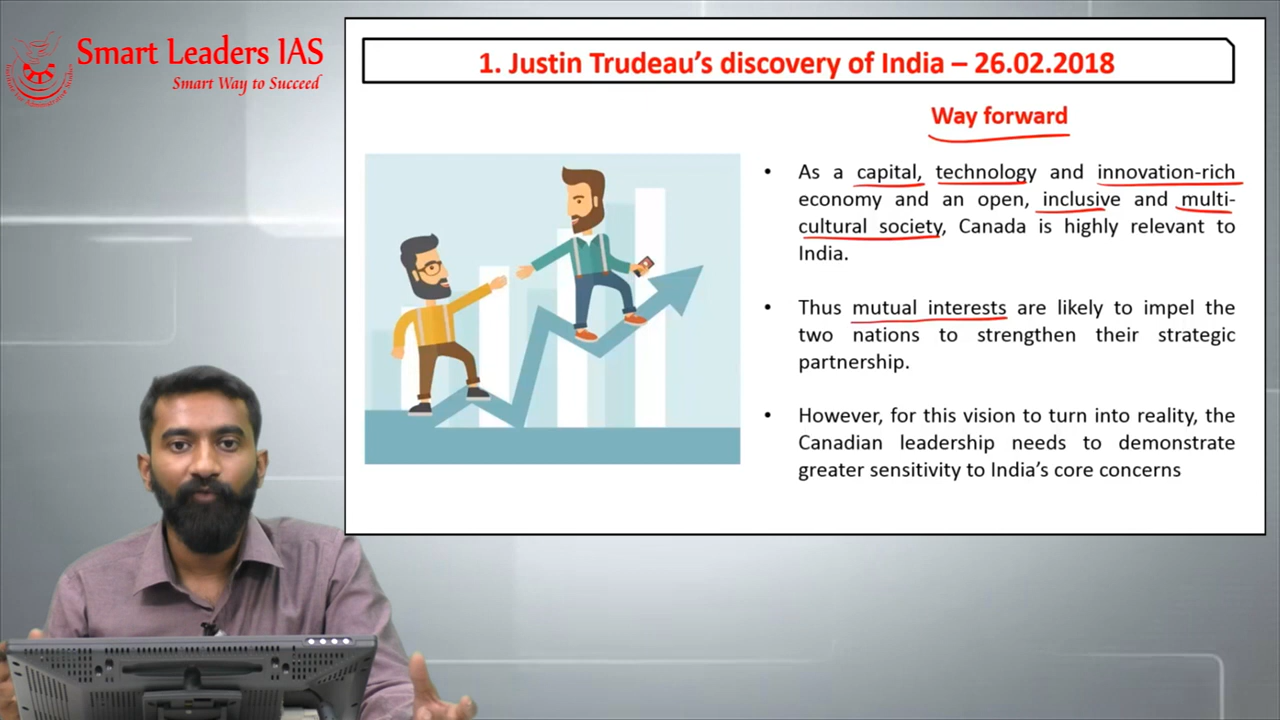 Smart Leaders IAS
Smart Way to Succeed
1. Justin Trudeau’s discovery of India – 26.02.2018
Way forward
• As a capital, technology and innovation-rich
economy and an open, inclusive and multi-
cultural society, Canada is highly relevant to
India.
• Thus mutual interests are likely to impel the
two nations to strengthen their strategic
partnership.
• However, for this vision to turn into reality, the
Canadian leadership needs to demonstrate
greater sensitivity to India’s core concerns